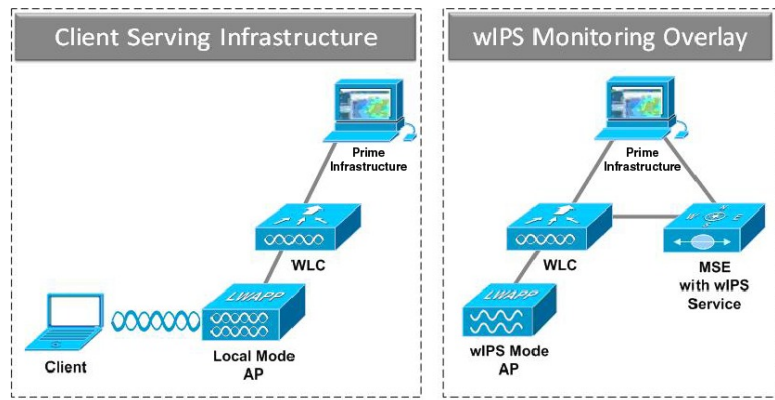 Client Serving Infrastructure
Prime
Infrastructure
WLC
LWAPP
Local Mode
AP
Client
wIPS Monitoring Overlay
Prime
Infrastructure
WLC
N
W
E
S
MSE
with wIPS
Service
LWAPP
wIPS Mode
AP